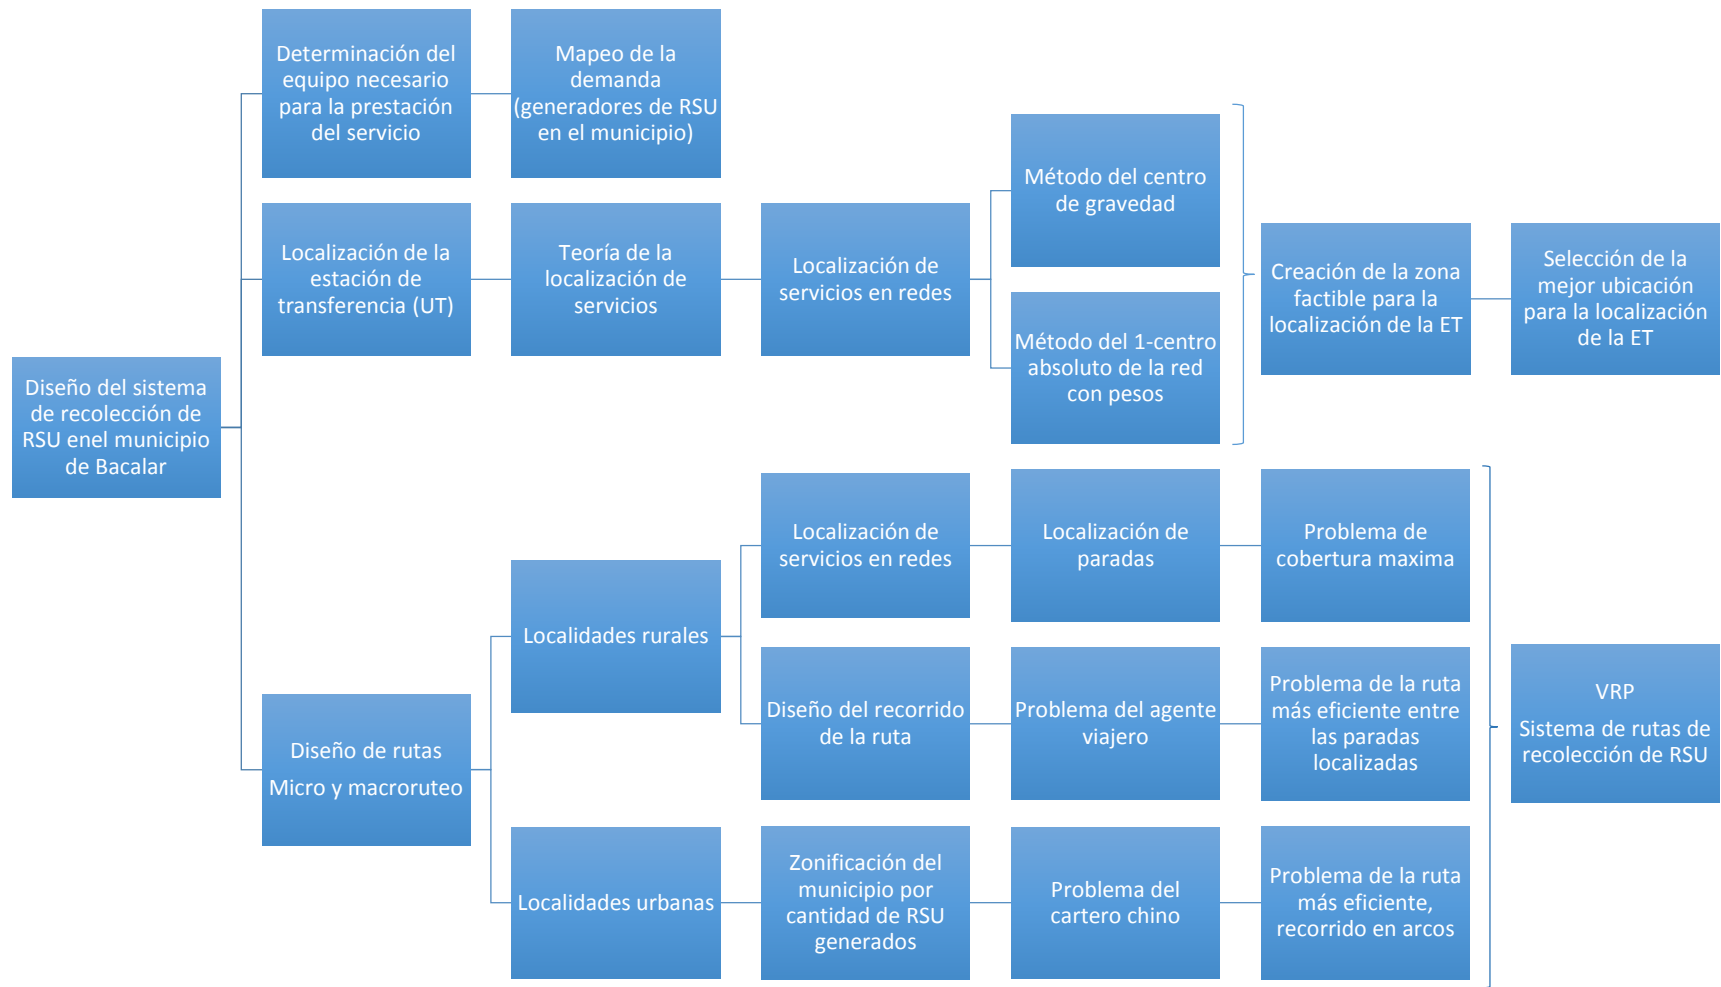 Determinación del
equipo necesario
para la prestación
del servicio
Mapeo de la
demanda
(generadores de RSU
en el municipio)
Localización de la
estación de
transferencia (UT)
Teoría de la
localización de
servicios
Localización de
servicios en redes
Método del centro
de gravedad
Método del 1-centro
absoluto de la red
con pesos
Creación de la zona
factible para la
localización de la ET
Selección de la
mejor ubicación
para la localización
de la ET
Diseño del sistema
de recolección de
RSU enel municipio
de Bacalar
Diseño de rutas
Micro y macroruteo
Localidades rurales
Localización de
servicios en redes
Localización de
paradas
Problema de
cobertura maxima
Diseño del recorrido
de la ruta
Problema del agente
viajero
Problema de la ruta
más eficiente entre
las paradas
localizadas
Localidades urbanas
Zonificación del
municipio por
cantidad de RSU
generados
Problema del
cartero chino
Problema de la ruta
más eficiente,
recorrido en arcos
VRP
Sistema de rutas de
recolección de RSU